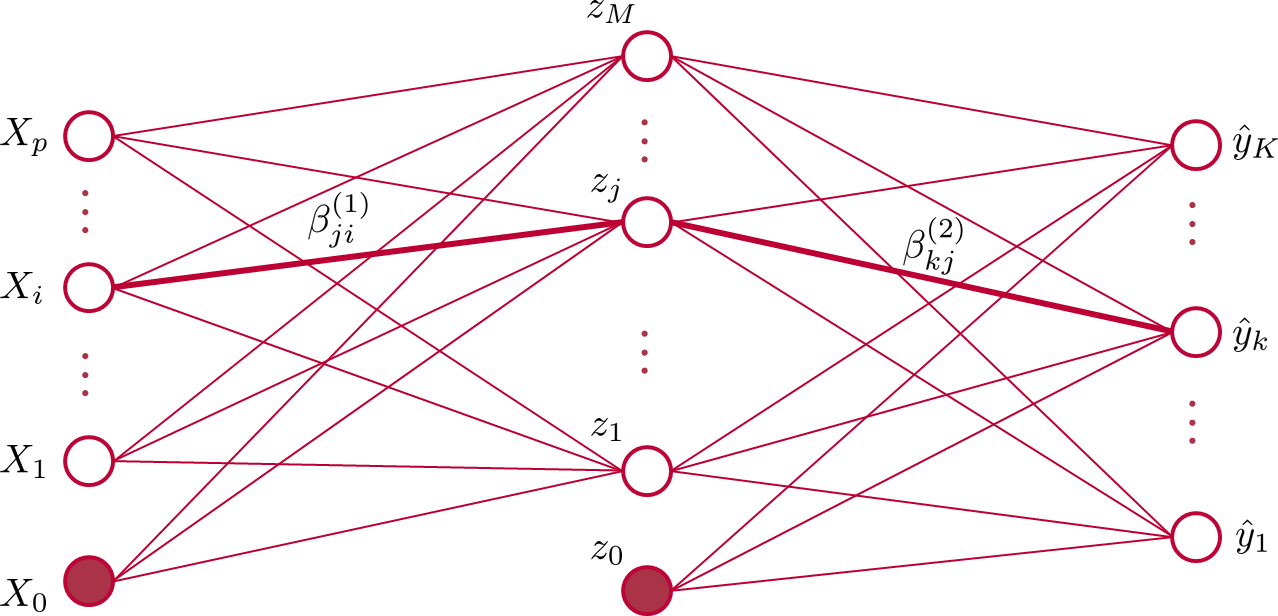 z_M
X_p
ŷ_K
z_j
β_{ji}^{(1)}
β_{kj}^{(2)}
X_i
ŷ_k
z_1
X_1
z_0
ŷ_1
X_0